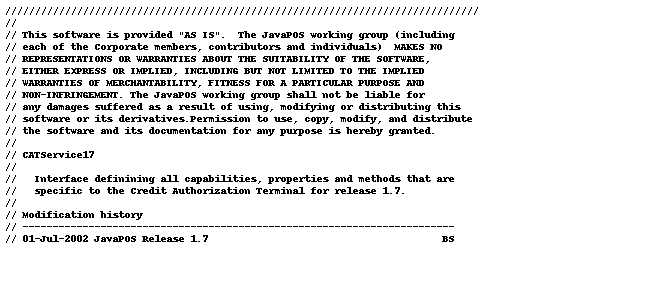 //////////////////////////////////////////////////////////////////////////////
//
// This software is provided "AS IS".  The JavaPOS working group (including
// each of the Corporate members, contributors and individuals)  MAKES NO
// REPRESENTATIONS OR WARRANTIES ABOUT THE SUITABILITY OF THE SOFTWARE,
// EITHER EXPRESS OR IMPLIED, INCLUDING BUT NOT LIMITED TO THE IMPLIED
// WARRANTIES OF MERCHANTABILITY, FITNESS FOR A PARTICULAR PURPOSE AND
// NON-INFRINGEMENT. The JavaPOS working group shall not be liable for
// any damages suffered as a result of using, modifying or distributing this
// software or its derivatives.Permission to use, copy, modify, and distribute
// the software and its documentation for any purpose is hereby granted.
//
// CATService17
//
//   Interface definining all capabilities, properties and methods that are
//   specific to the Credit Authorization Terminal for release 1.7.
//
// Modification history
// ------------------------------------------------------------------------
// 01-Jul-2002 JavaPOS Release 1.7                                       BS